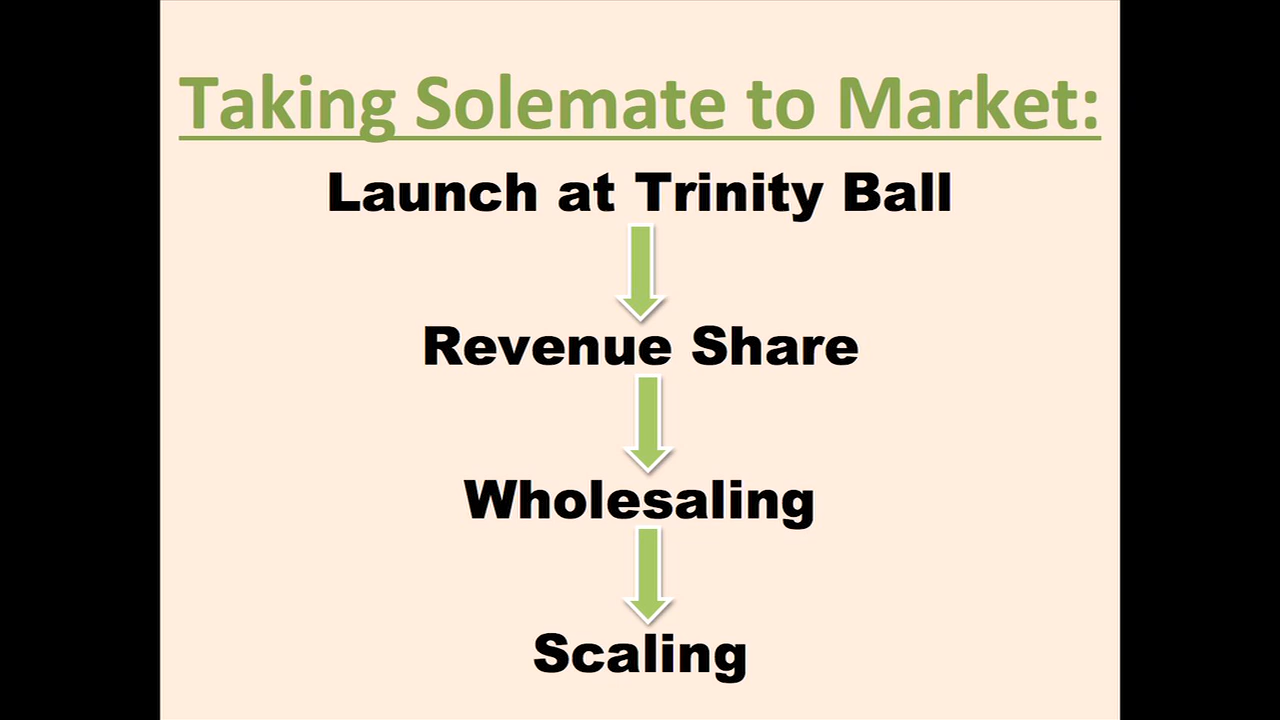 Taking Solemate to Market:
Launch at Trinity Ball
Revenue Share
Wholesaling
Scaling